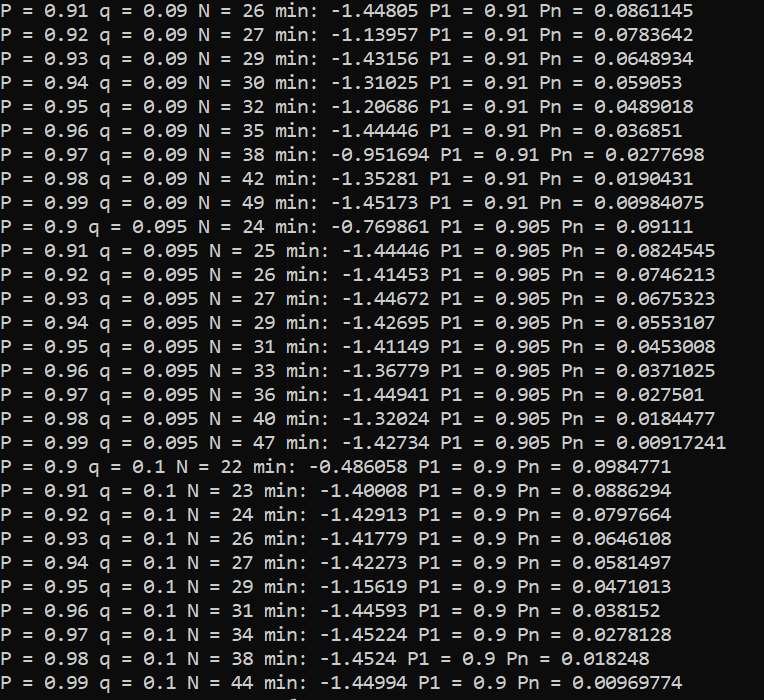 P = 0.91 q = 0.09 N = 26 min: -1.44805 P1 = 0.91 Pn = 0.0861145
P = 0.92 q = 0.09 N = 27 min: -1.13957 P1 = 0.91 Pn = 0.0783642
P = 0.93 q = 0.09 N = 29 min: -1.43156 P1 = 0.91 Pn = 0.0648934
P = 0.94 q = 0.09 N = 30 min: -1.31025 P1 = 0.91 Pn = 0.059053
P = 0.95 q = 0.09 N = 32 min: -1.20686 P1 = 0.91 Pn = 0.0489018
P = 0.96 q = 0.09 N = 35 min: -1.44446 P1 = 0.91 Pn = 0.036851
P = 0.97 q = 0.09 N = 38 min: -0.951694 P1 = 0.91 Pn = 0.0277698
P = 0.98 q = 0.09 N = 42 min: -1.35281 P1 = 0.91 Pn = 0.0190431
P = 0.99 q = 0.09 N = 49 min: -1.45173 P1 = 0.91 Pn = 0.00984075
P = 0.9 q = 0.095 N = 24 min: -0.769861 P1 = 0.905 Pn = 0.09111
P = 0.91 q = 0.095 N = 25 min: -1.44446 P1 = 0.905 Pn = 0.0824545
P = 0.92 q = 0.095 N = 26 min: -1.41453 P1 = 0.905 Pn = 0.0746213
P = 0.93 q = 0.095 N = 27 min: -1.44672 P1 = 0.905 Pn = 0.0675323
P = 0.94 q = 0.095 N = 29 min: -1.42695 P1 = 0.905 Pn = 0.0553107
P = 0.95 q = 0.095 N = 31 min: -1.41149 P1 = 0.905 Pn = 0.0453008
P = 0.96 q = 0.095 N = 33 min: -1.36779 P1 = 0.905 Pn = 0.0371025
P = 0.97 q = 0.095 N = 36 min: -1.44941 P1 = 0.905 Pn = 0.027501
P = 0.98 q = 0.095 N = 40 min: -1.32024 P1 = 0.905 Pn = 0.0184477
P = 0.99 q = 0.095 N = 47 min: -1.42734 P1 = 0.905 Pn = 0.00917241
P = 0.9 q = 0.1 N = 22 min: -0.486058 P1 = 0.9 Pn = 0.0984771
P = 0.91 q = 0.1 N = 23 min: -1.40008 P1 = 0.9 Pn = 0.0886294
P = 0.92 q = 0.1 N = 24 min: -1.42913 P1 = 0.9 Pn = 0.0797664
P = 0.93 q = 0.1 N = 26 min: -1.41779 P1 = 0.9 Pn = 0.0646108
P = 0.94 q = 0.1 N = 27 min: -1.42273 P1 = 0.9 Pn = 0.0581497
P = 0.95 q = 0.1 N = 29 min: -1.15619 P1 = 0.9 Pn = 0.0471013
P = 0.96 q = 0.1 N = 31 min: -1.44593 P1 = 0.9 Pn = 0.038152
P = 0.97 q = 0.1 N = 34 min: -1.45224 P1 = 0.9 Pn = 0.0278128
P = 0.98 q = 0.1 N = 38 min: -1.4524 P1 = 0.9 Pn = 0.018248
P = 0.99 q = 0.1 N = 44 min: -1.44994 P1 = 0.9 Pn = 0.00969774